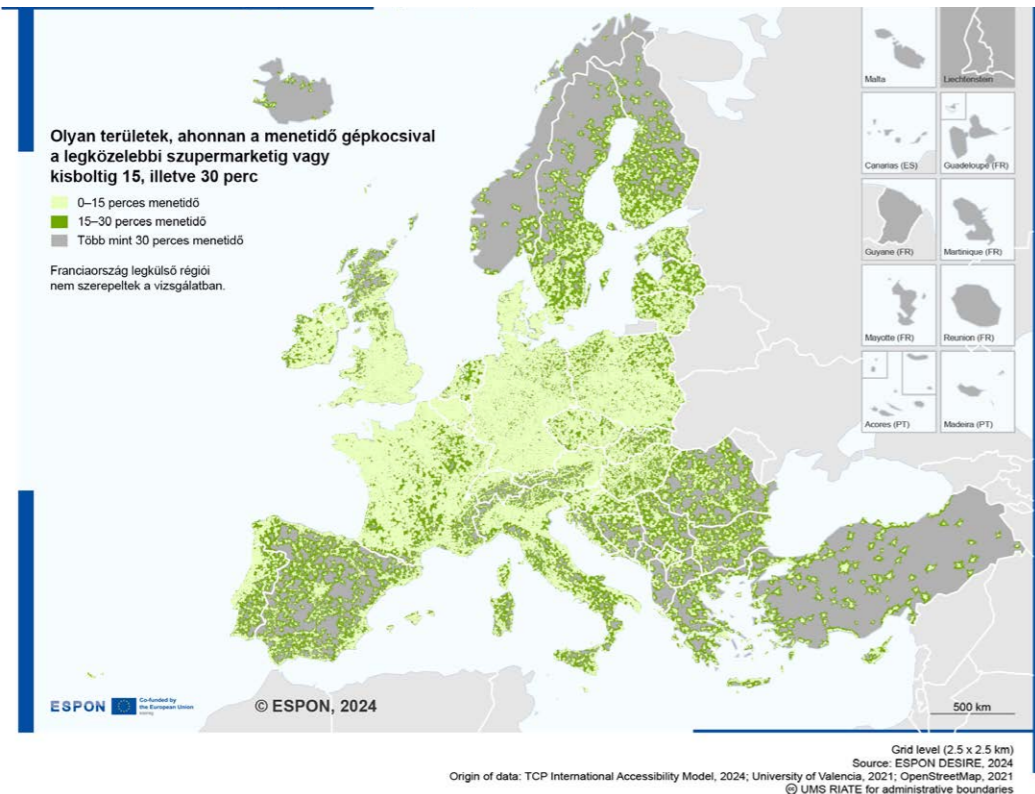 Olyan területek, ahonnan a menetidő gépkocsival
a legközelebbi szupermarketig vagy
kisboltig 15, illetve 30 perc
0–15 perces menetidő
15–30 perces menetidő
Több mint 30 perces menetidő
Franciaország legkülső régiói
nem szerepeltek a vizsgálatban.
Malta
Liechtenstein
Canarias (ES)
Guadeloupe (FR)
Guyane (FR)
Martinique (FR)
Mayotte (FR)
Reunion (FR)
Acores (PT)
Madeira (PT)
ESPON
Co-funded by
the European Union
© ESPON, 2024
500 km
Grid level (2.5 x 2.5 km)
Source: ESPON DESIRE, 2024
Origin of data: TCP International Accessibility Model, 2024; University of Valencia, 2021; OpenStreetMap, 2021
UMS RIATE for administrative boundaries